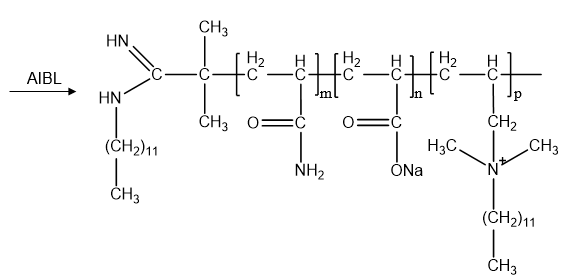 CH₃
HN
H₂ H H₂ H H₂ H
AIBL
C C [C C]m [C C]n [C C]p
HN
CH₃ O C O C CH₂
H₃C CH₃
(CH₂)₁₁ NH₂ ONa N⁺
CH₃
(CH₂)₁₁
CH₃